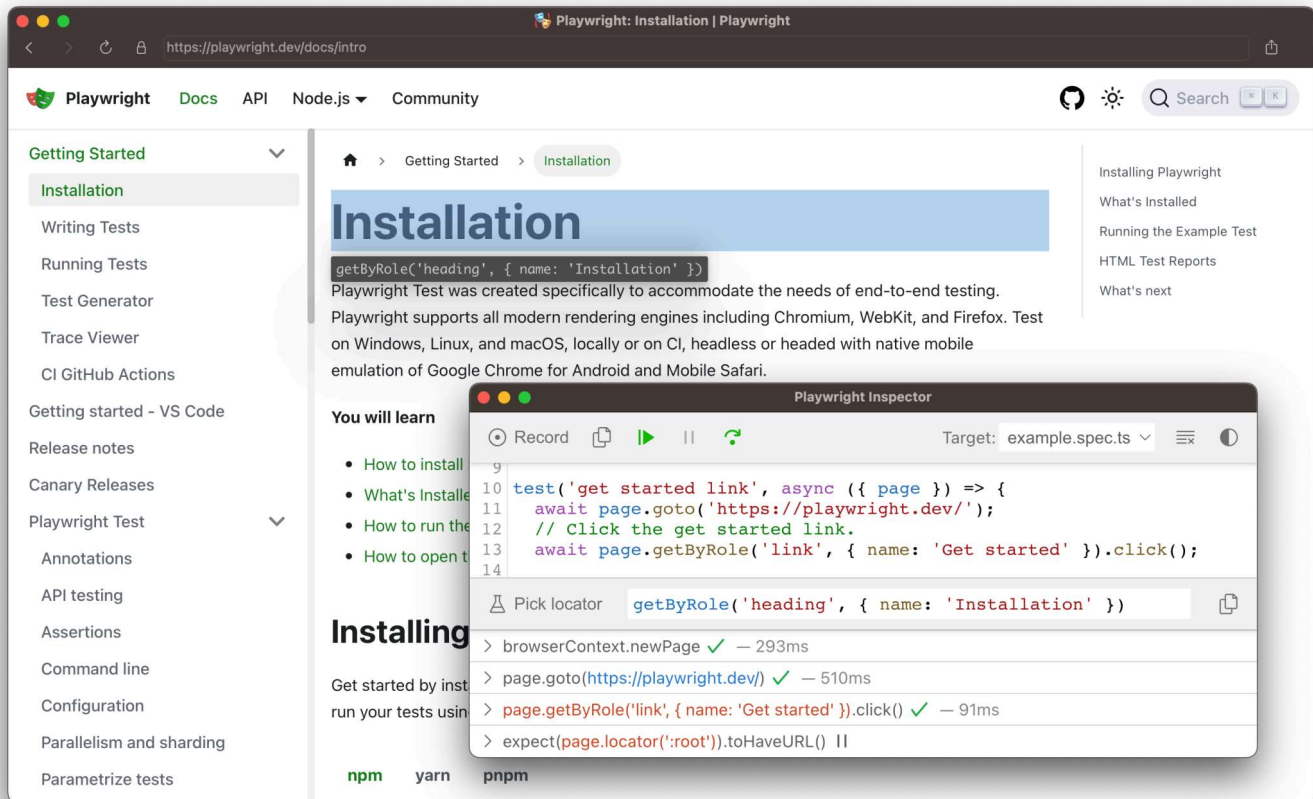 Playwright: Installation | Playwright
https://playwright.dev/docs/intro
Playwright Docs API Node.js Community Search K
Getting Started
Installation
Writing Tests
Running Tests
Test Generator
Trace Viewer
CI GitHub Actions
Getting started - VS Code
Release notes
Canary Releases
Playwright Test
Annotations
API testing
Assertions
Command line
Configuration
Parallelism and sharding
Parametrize tests
> Getting Started > Installation
Installation
getByRole('heading', { name: 'Installation' })
Playwright Test was created specifically to accommodate the needs of end-to-end testing.
Playwright supports all modern rendering engines including Chromium, WebKit, and Firefox. Test
on Windows, Linux, and macOS, locally or on CI, headless or headed with native mobile
emulation of Google Chrome for Android and Mobile Safari.
You will learn
• How to install
• What's Installe
• How to run the
• How to open t
Installing
Get started by inst
run your tests usin
npm yarn pnpm
Installing Playwright
What's Installed
Running the Example Test
HTML Test Reports
What's next
Playwright Inspector
Record Target: example.spec.ts
9
10 test('get started link', async ({ page }) => {
11 await page.goto('https://playwright.dev/');
12 // Click the get started link.
13 await page.getByRole('link', { name: 'Get started' }).click();
14
Pick locator getByRole('heading', { name: 'Installation' })
> browserContext.newPage ✓ — 293ms
> page.goto(https://playwright.dev/) ✓ — 510ms
> page.getByRole('link', { name: 'Get started' }).click() ✓ — 91ms
> expect(page.locator(':root')).toHaveURL()